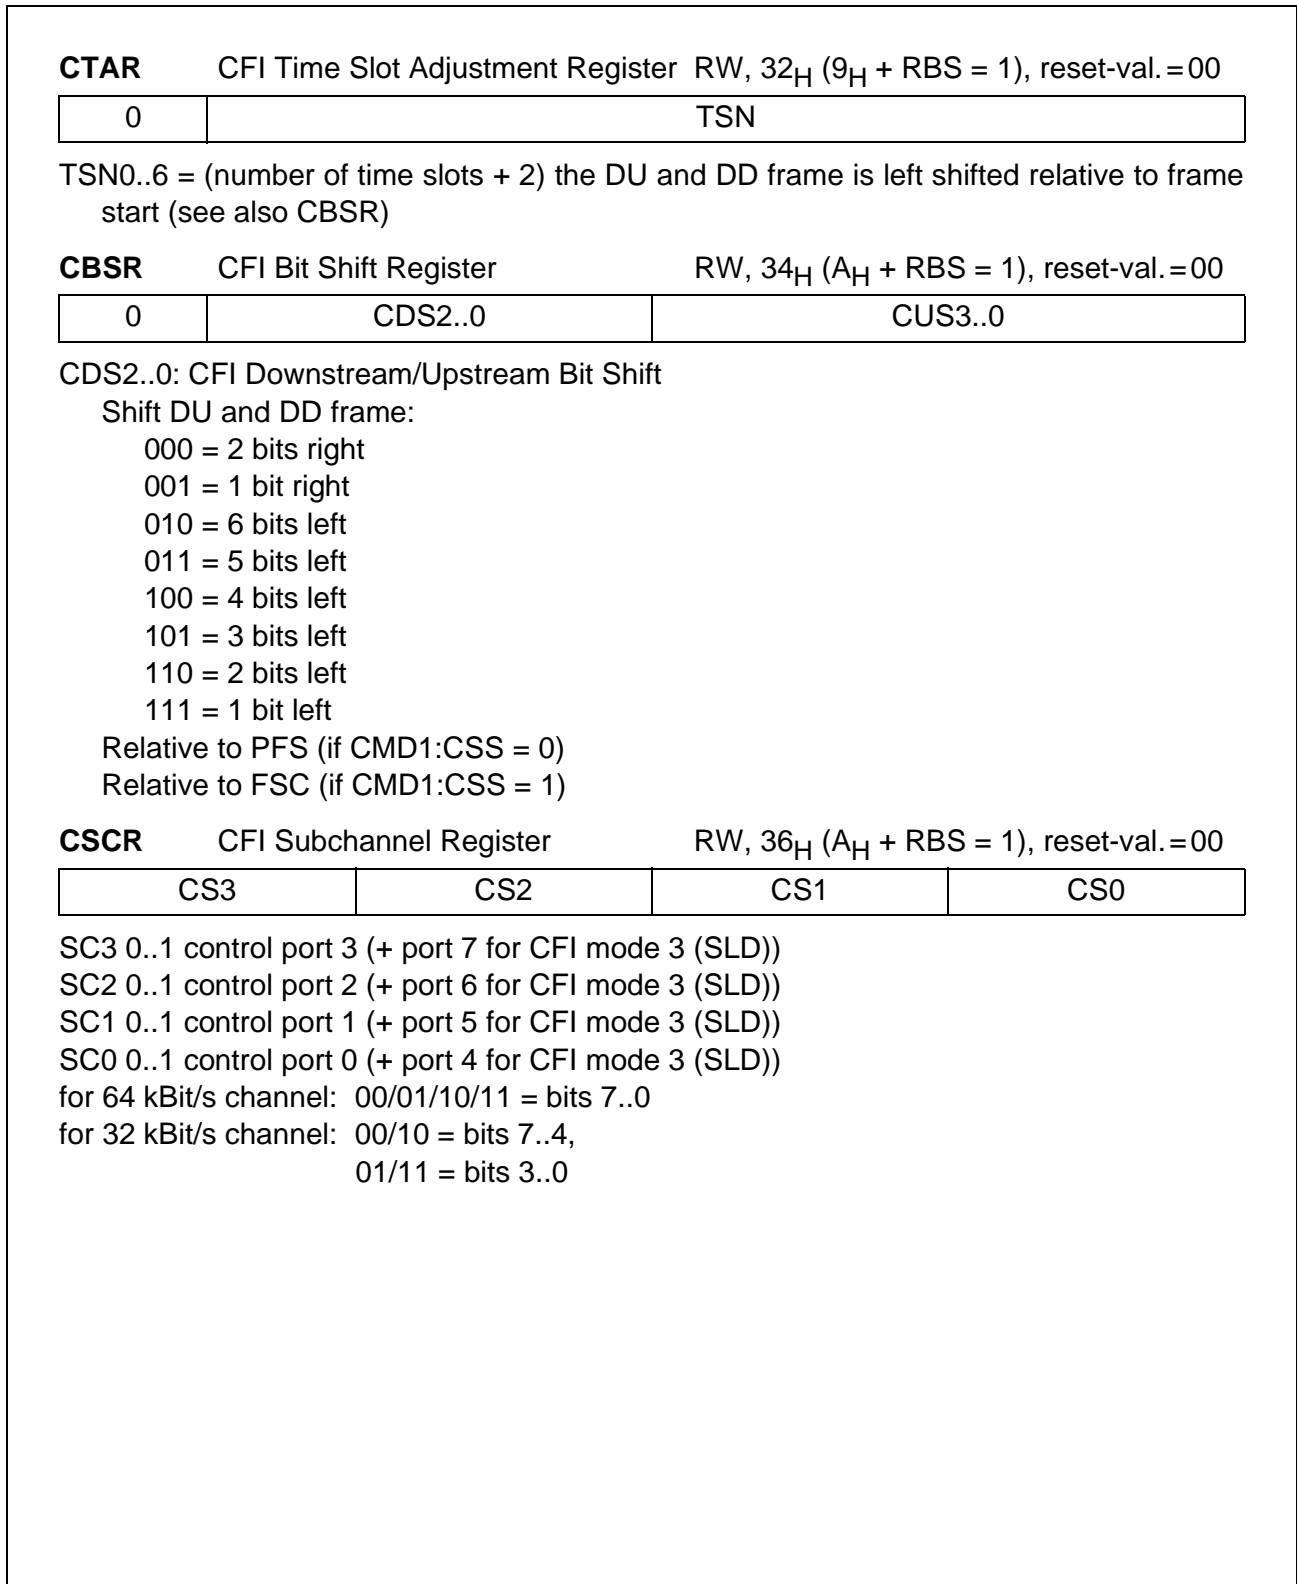 CTAR CFI Time Slot Adjustment Register RW, 32H (9H + RBS = 1), reset-val. = 00
0 TSN
TSN0..6 = (number of time slots + 2) the DU and DD frame is left shifted relative to frame
start (see also CBSR)
CBSR CFI Bit Shift Register RW, 34H (AH + RBS = 1), reset-val. = 00
0 CDS2..0 CUS3..0
CDS2..0: CFI Downstream/Upstream Bit Shift
Shift DU and DD frame:
000 = 2 bits right
001 = 1 bit right
010 = 6 bits left
011 = 5 bits left
100 = 4 bits left
101 = 3 bits left
110 = 2 bits left
111 = 1 bit left
Relative to PFS (if CMD1:CSS = 0)
Relative to FSC (if CMD1:CSS = 1)
CSCR CFI Subchannel Register RW, 36H (AH + RBS = 1), reset-val. = 00
CS3 CS2 CS1 CS0
SC3 0..1 control port 3 (+ port 7 for CFI mode 3 (SLD))
SC2 0..1 control port 2 (+ port 6 for CFI mode 3 (SLD))
SC1 0..1 control port 1 (+ port 5 for CFI mode 3 (SLD))
SC0 0..1 control port 0 (+ port 4 for CFI mode 3 (SLD))
for 64 kBit/s channel: 00/01/10/11 = bits 7..0
for 32 kBit/s channel: 00/10 = bits 7..4,
01/11 = bits 3..0